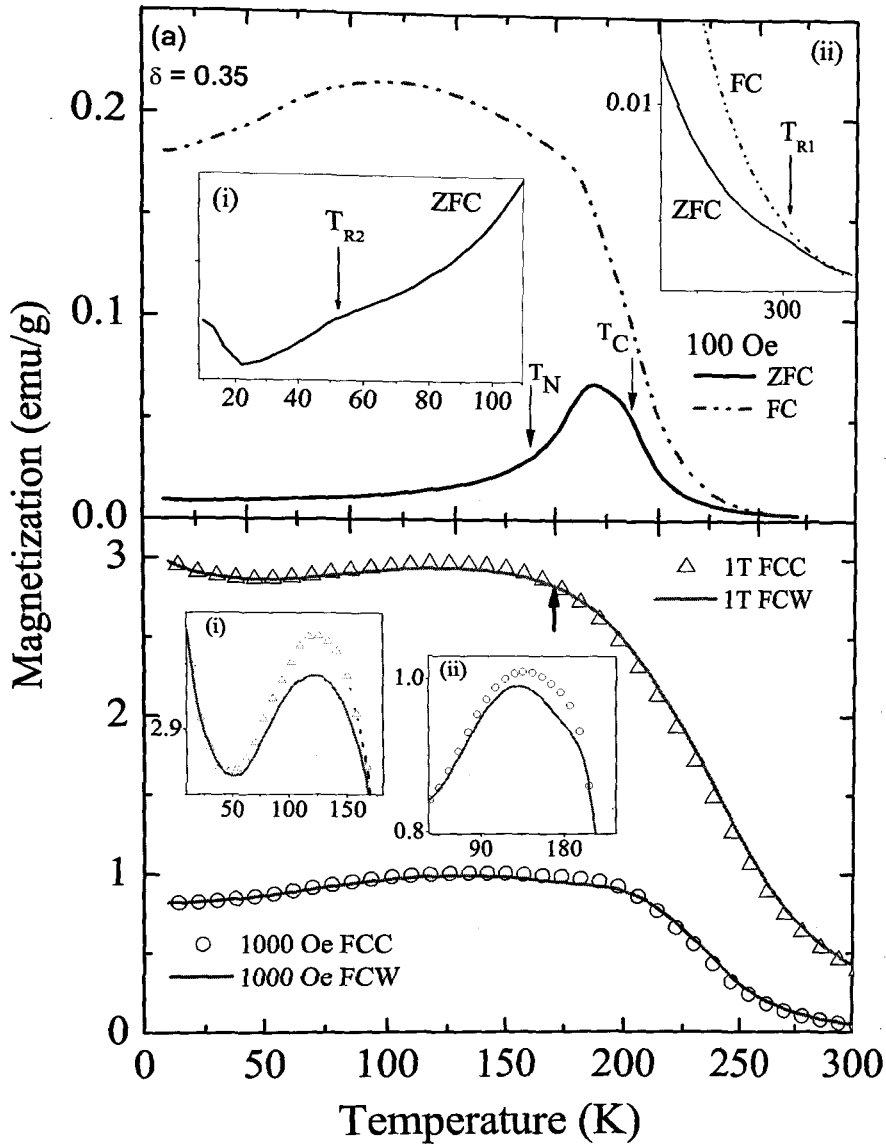 (a)
δ = 0.35
(ii)
FC
0.01
T_R1
ZFC
300
0.2
(i)
ZFC
T_R2
20 40 60 80 100
0.1
T_N
T_C
100 Oe
ZFC
FC
0.0
Magnetization (emu/g)
3
1T FCC
1T FCW
(i)
2.9
50 100 150
(ii)
1.0
0.8
90 180
2
1
1000 Oe FCC
1000 Oe FCW
0
0 50 100 150 200 250 300
Temperature (K)